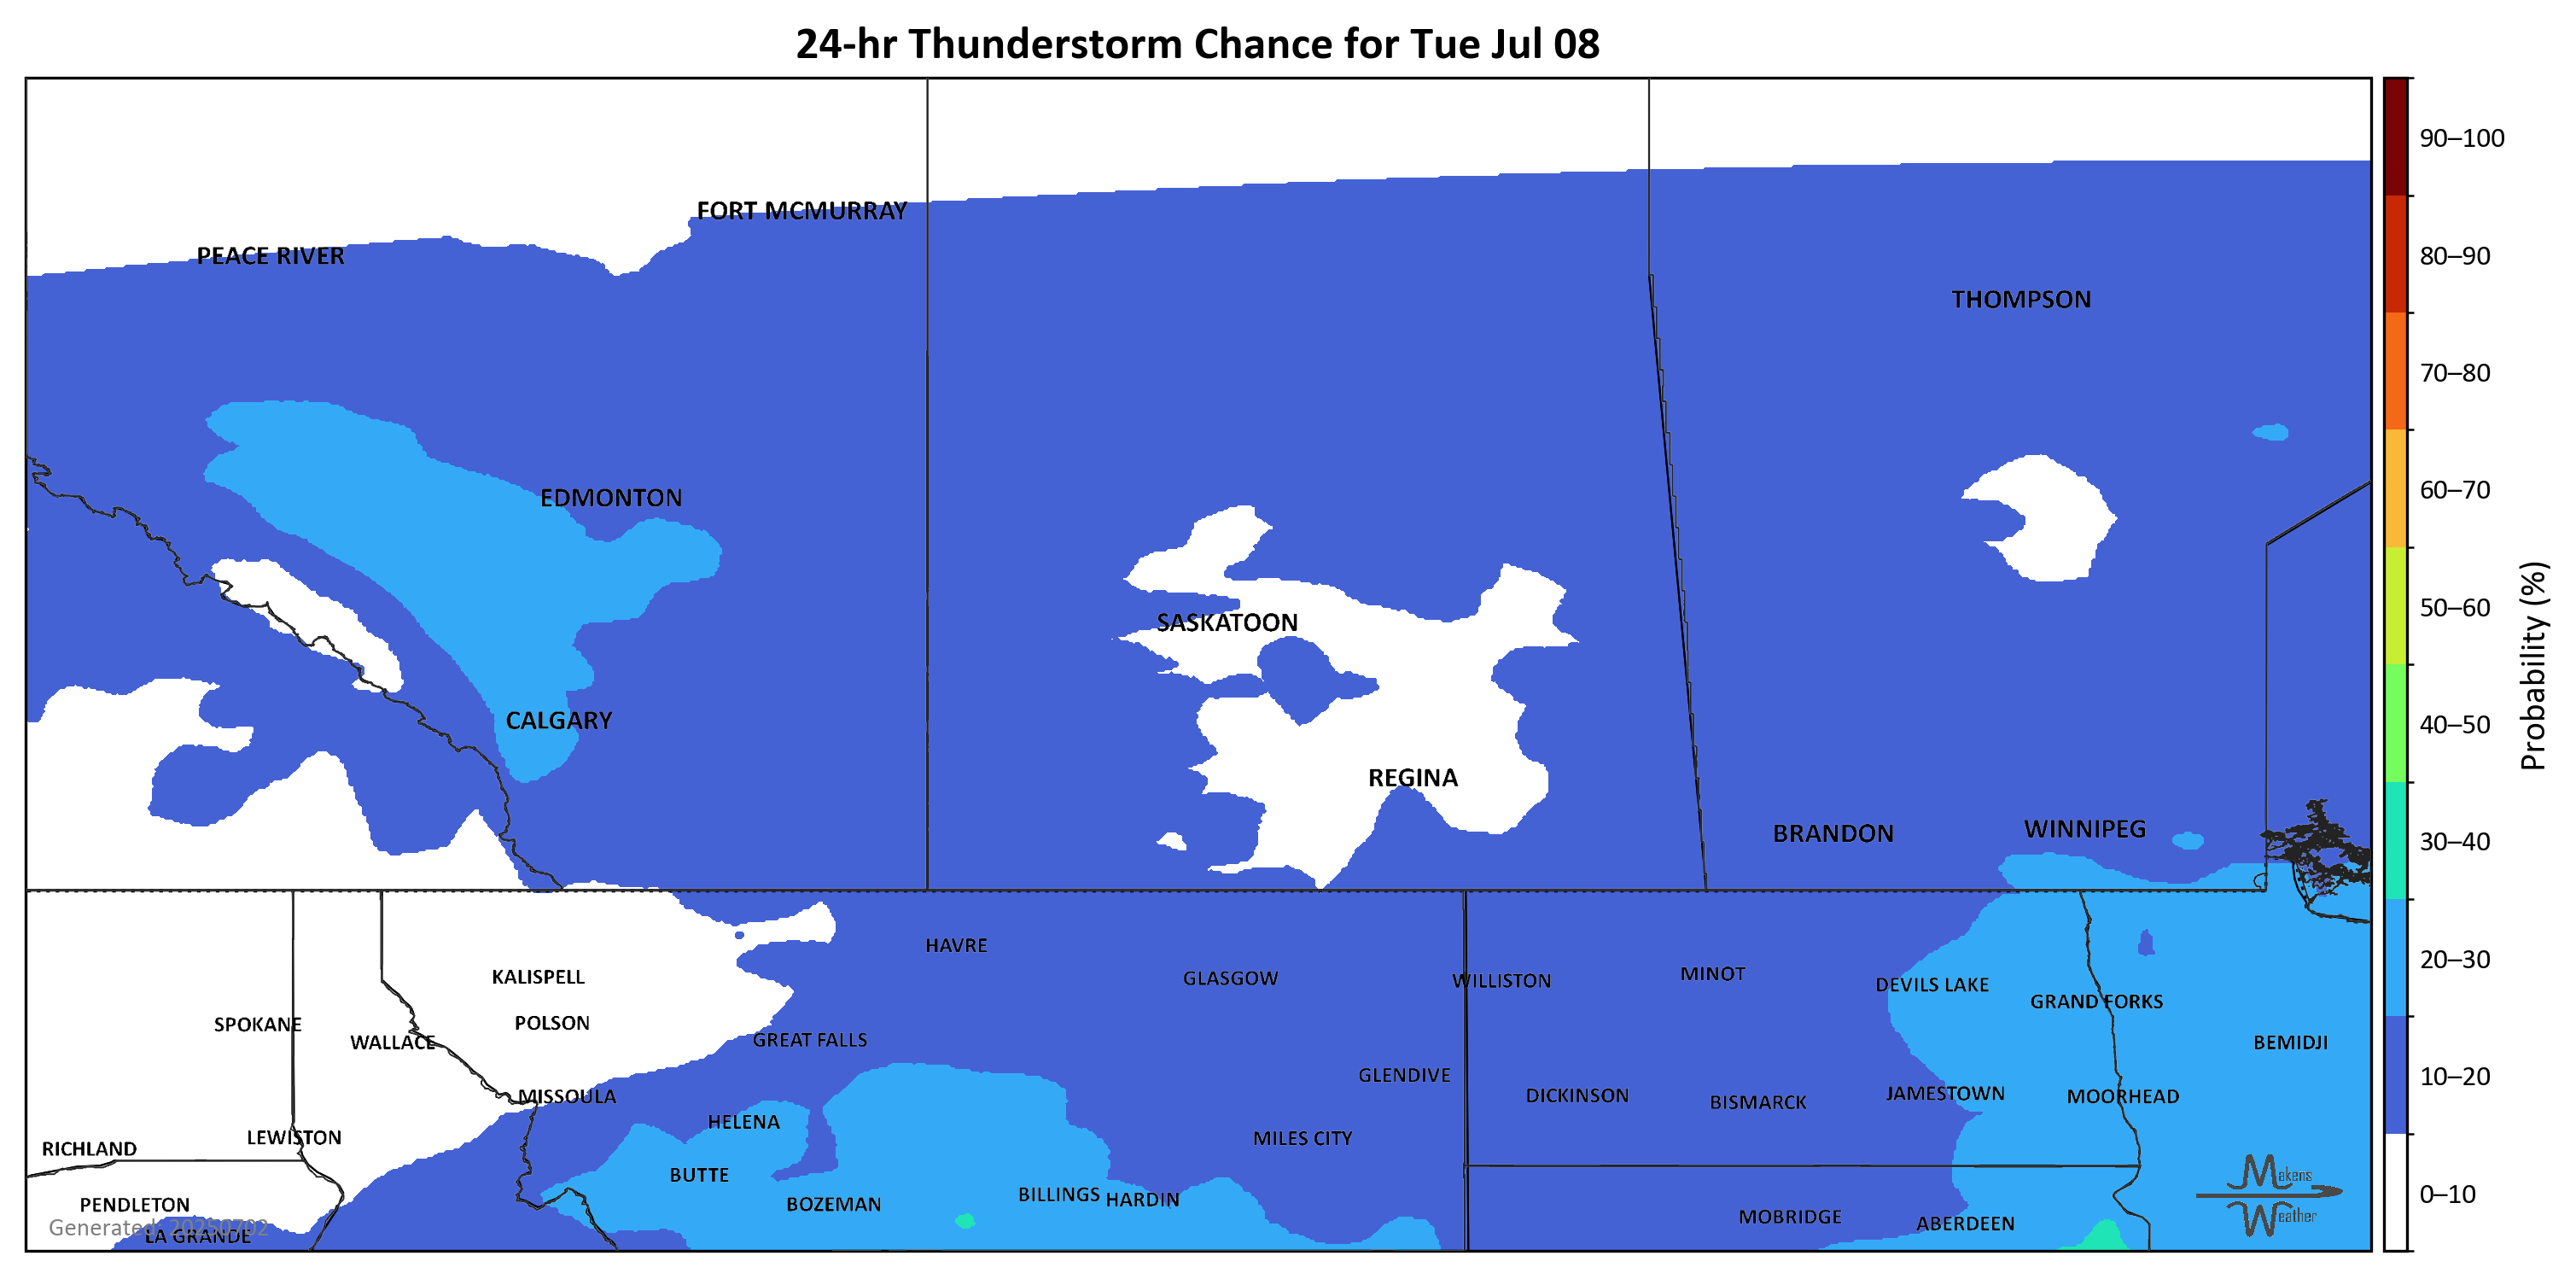 24-hr Thunderstorm Chance for Tue Jul 08
90–100
FORT MCMURRAY
PEACE RIVER
80–90
THOMPSON
70–80
60–70
EDMONTON
50–60
SASKATOON
Probability (%)
CALGARY
40–50
REGINA
WINNIPEG
BRANDON
30–40
HAVRE
20–30
MINOT
KALISPELL
GLASGOW
WILLISTON
DEVILS LAKE
GRAND FORKS
POLSON
SPOKANE
GREAT FALLS
WALLACE
BEMIDJI
GLENDIVE
10–20
JAMESTOWN
DICKINSON
MISSOULA
MOORHEAD
BISMARCK
HELENA
LEWISTON
MILES CITY
RICHLAND
BUTTE
Makens
Weather
0–10
BILLINGS
HARDIN
BOZEMAN
PENDLETON
MOBRIDGE
ABERDEEN
Generated: 20250702
LA GRANDE